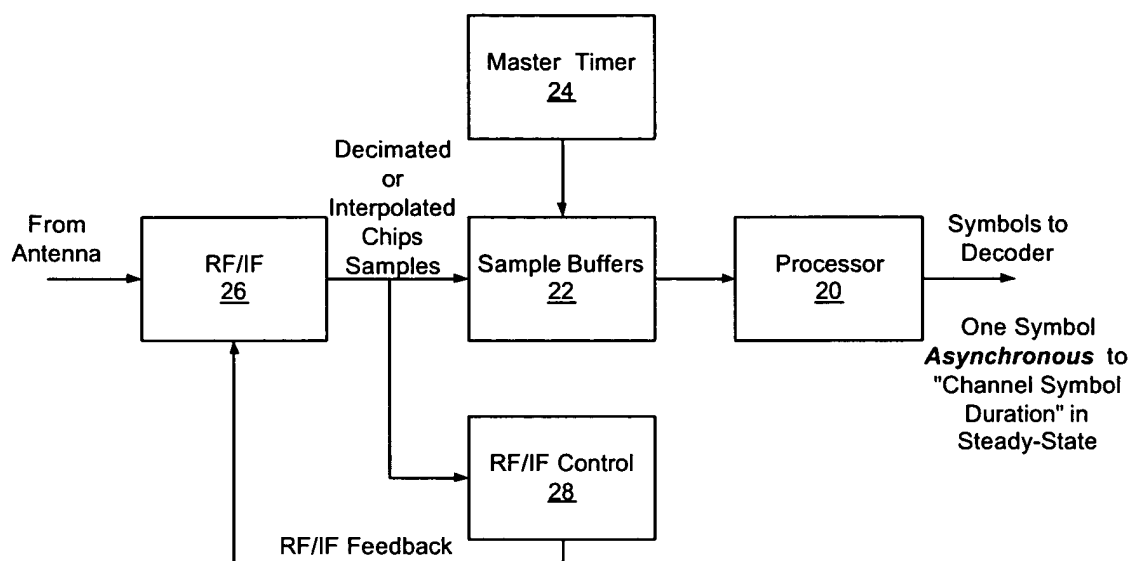 Master Timer
24
Decimated
or
Interpolated
Chips
Samples
From
Antenna
RF/IF
26
Sample Buffers
22
Processor
20
Symbols to
Decoder
One Symbol
Asynchronous to
"Channel Symbol
Duration" in
Steady-State
RF/IF Control
28
RF/IF Feedback